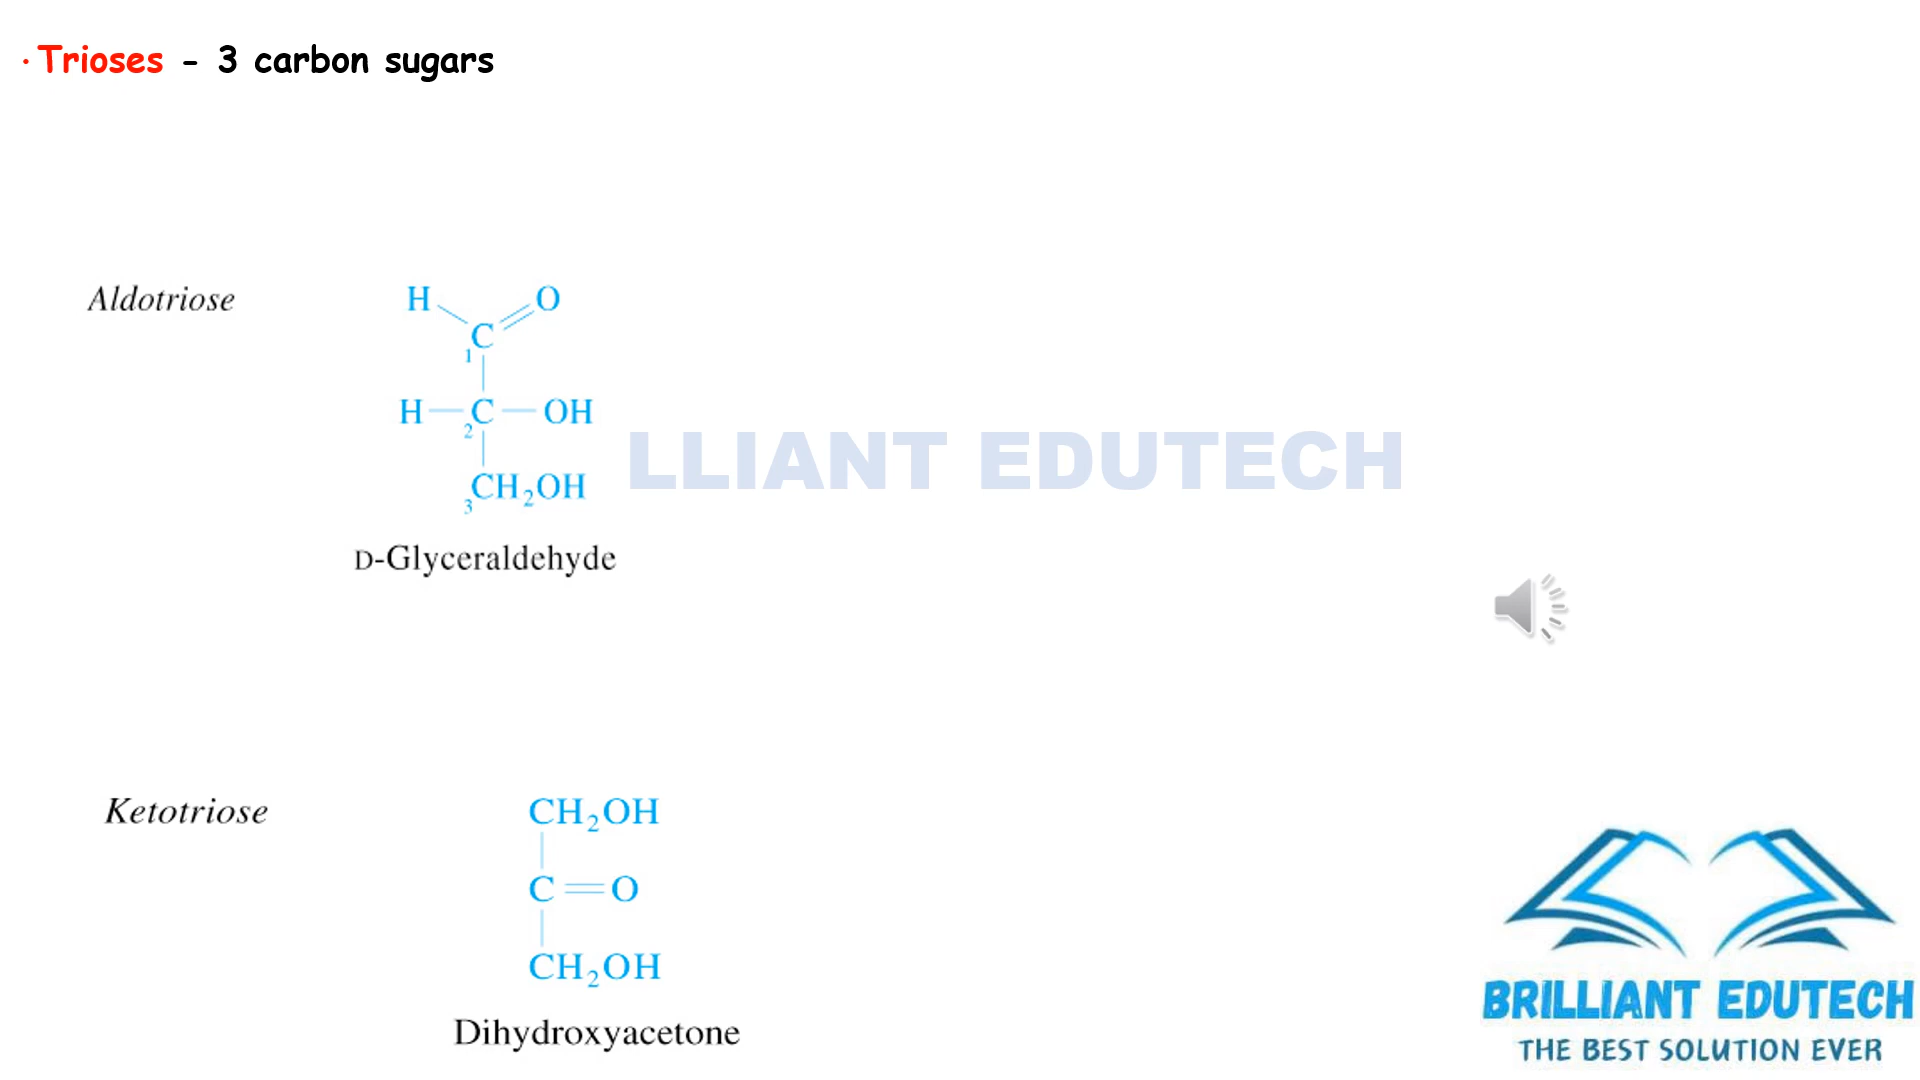 · Trioses - 3 carbon sugars
Aldotriose
H O
C
1
H C OH
2
CH₂OH
3
D-Glyceraldehyde
LLIANT EDUTECH
Ketotriose
CH₂OH
C=O
CH₂OH
Dihydroxyacetone
BRILLIANT EDUTECH
THE BEST SOLUTION EVER